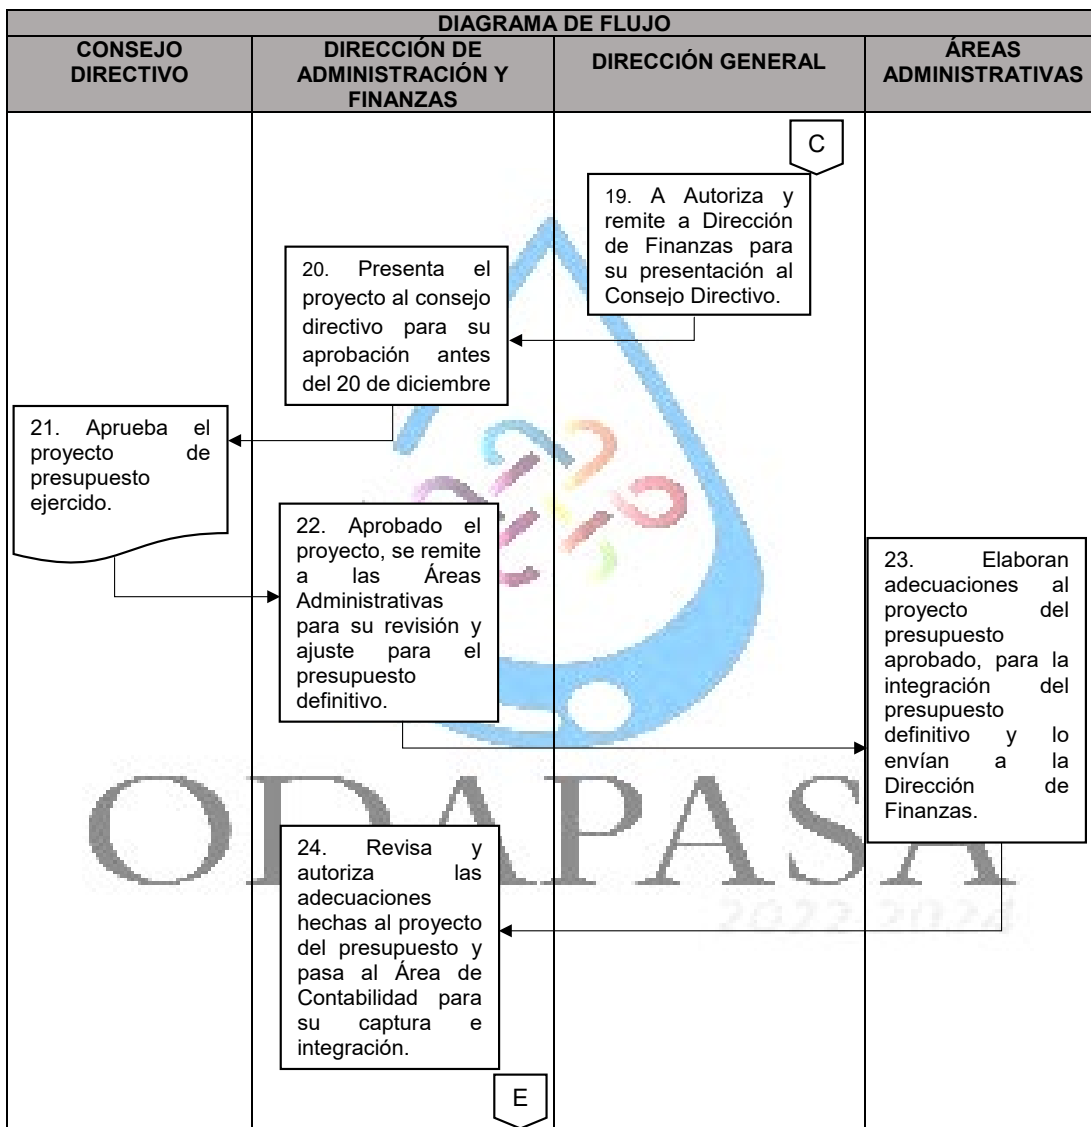 DIAGRAMA DE FLUJO
CONSEJO
DIRECTIVO
DIRECCIÓN DE
ADMINISTRACIÓN Y
FINANZAS
DIRECCIÓN GENERAL
ÁREAS
ADMINISTRATIVAS
C
19. A Autoriza y
remite a Dirección
de Finanzas para
su presentación al
Consejo Directivo.
20. Presenta el
proyecto al consejo
directivo para su
aprobación antes
del 20 de diciembre
21. Aprueba el
proyecto de
presupuesto
ejercido.
22. Aprobado el
proyecto, se remite
a las Áreas
Administrativas
para su revisión y
ajuste para el
presupuesto
definitivo.
23. Elaboran
adecuaciones al
proyecto del
presupuesto
aprobado, para la
integración del
presupuesto
definitivo y lo
envían a la
Dirección de
Finanzas.
24. Revisa y
autoriza las
adecuaciones
hechas al proyecto
del presupuesto y
pasa al Área de
Contabilidad para
su captura e
integración.
E
ODAPASA
2022-2024